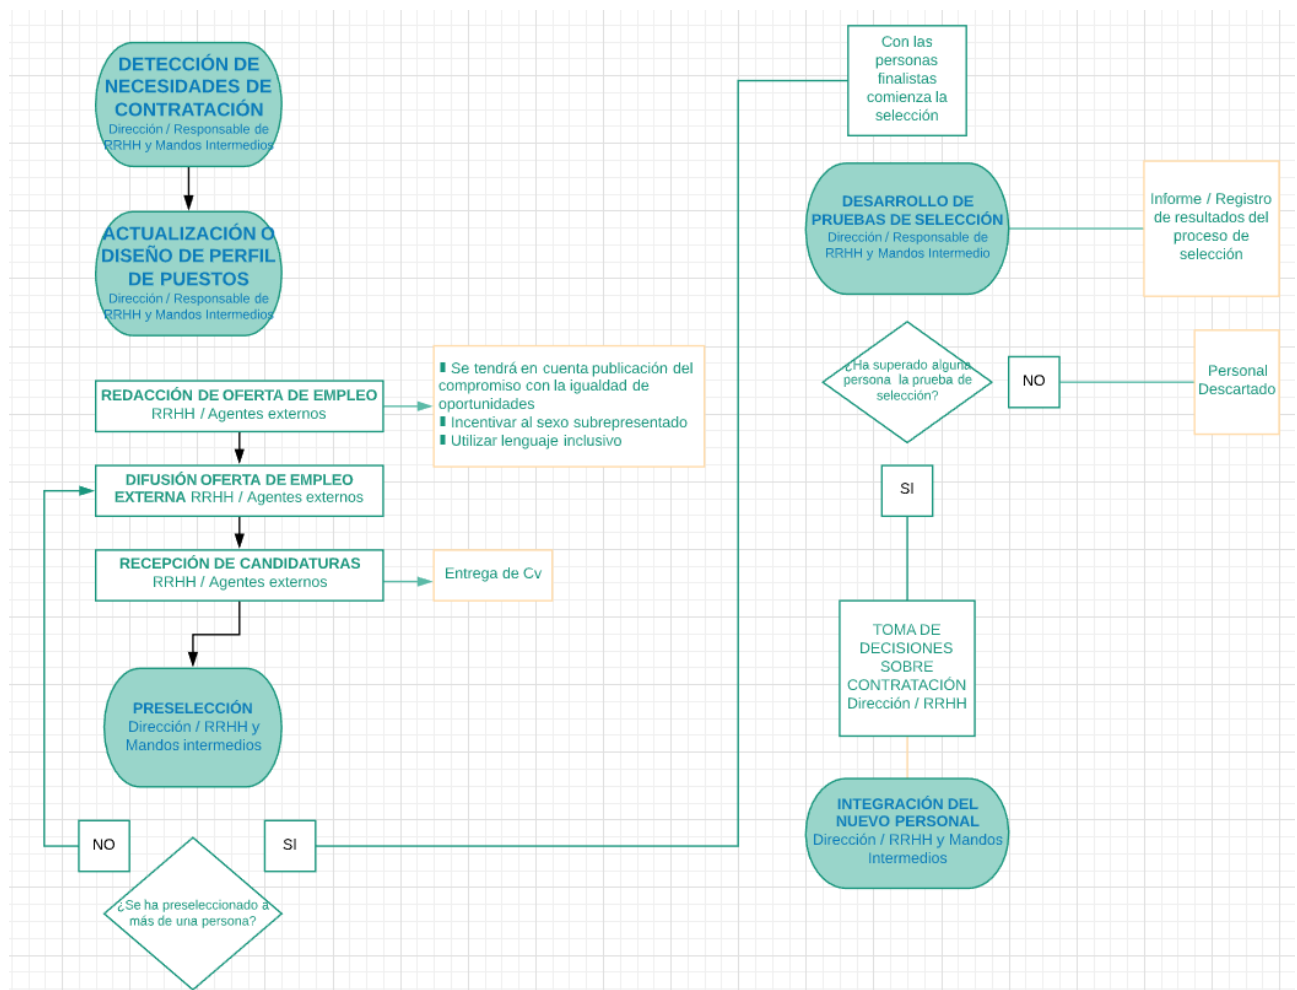 DETECCIÓN DE
NECESIDADES DE
CONTRATACIÓN
Dirección / Responsable de
RRHH y Mandos Intermedios
ACTUALIZACIÓN O
DISEÑO DE PERFIL
DE PUESTOS
Dirección / Responsable de
RRHH y Mandos Intermedios
REDACCIÓN DE OFERTA DE EMPLEO
RRHH / Agentes externos
▮ Se tendrá en cuenta publicación del
compromiso con la igualdad de
oportunidades
▮ Incentivar al sexo subrepresentado
▮ Utilizar lenguaje inclusivo
DIFUSIÓN OFERTA DE EMPLEO
EXTERNA RRHH / Agentes externos
RECEPCIÓN DE CANDIDATURAS
RRHH / Agentes externos
Entrega de Cv
PRESELECCIÓN
Dirección / RRHH y
Mandos intermedios
NO
SI
¿Se ha preseleccionado a
más de una persona?
Con las
personas
finalistas
comienza la
selección
DESARROLLO DE
PRUEBAS DE SELECCIÓN
Dirección / Responsable de
RRHH y Mandos Intermedio
Informe / Registro
de resultados del
proceso de
selección
¿Ha superado alguna
persona la prueba de
selección?
NO
Personal
Descartado
SI
TOMA DE
DECISIONES
SOBRE
CONTRATACIÓN
Dirección / RRHH
INTEGRACIÓN DEL
NUEVO PERSONAL
Dirección / RRHH y Mandos
Intermedios